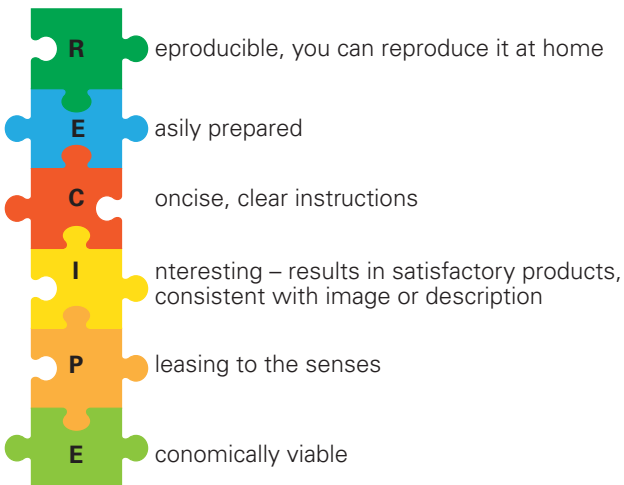 R eproducible, you can reproduce it at home
E asily prepared
C oncise, clear instructions
I nteresting – results in satisfactory products,
consistent with image or description
P leasing to the senses
E conomically viable